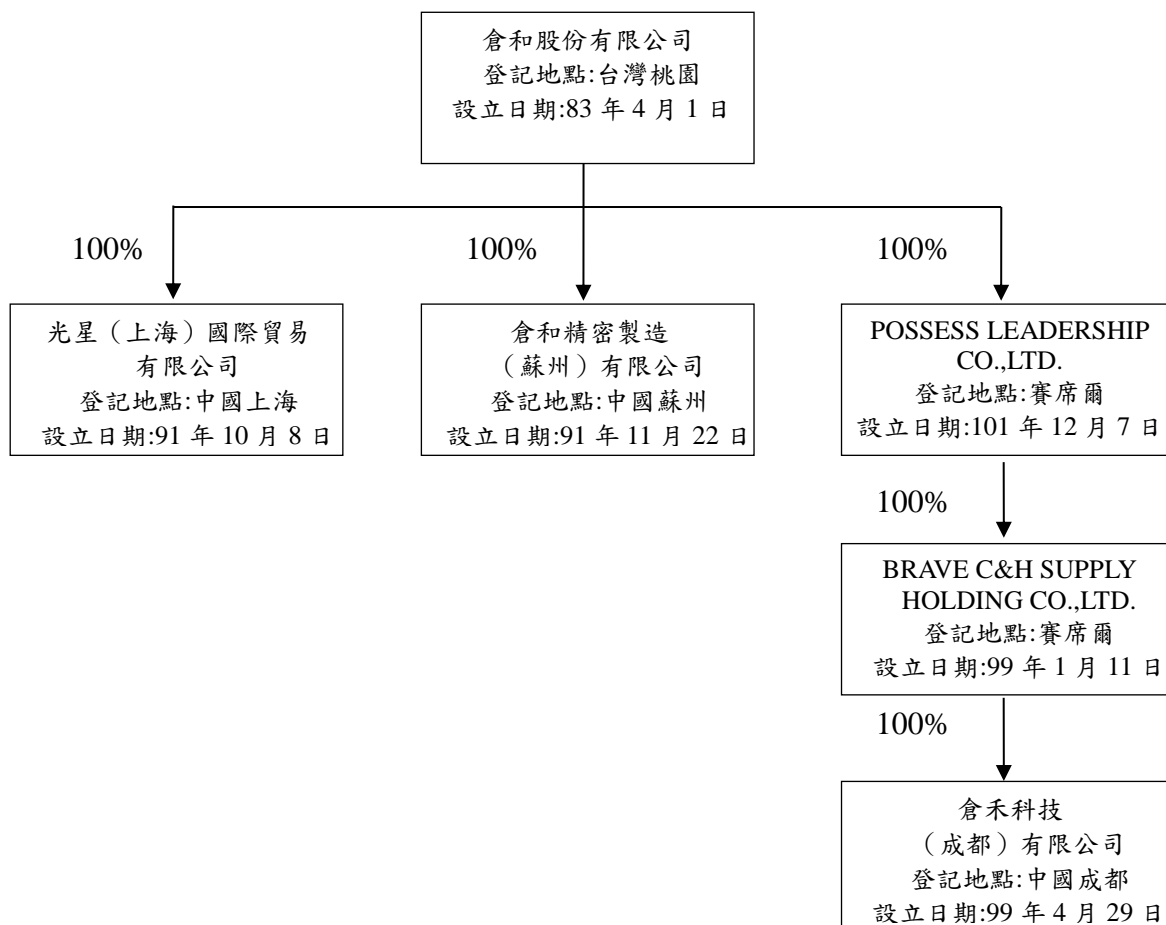 倉和股份有限公司
登記地點:台灣桃園
設立日期:83 年 4 月 1 日
100%
100%
100%
光星（上海）國際貿易
有限公司
登記地點:中國上海
設立日期:91 年 10 月 8 日
倉和精密製造
（蘇州）有限公司
登記地點:中國蘇州
設立日期:91 年 11 月 22 日
POSSESS LEADERSHIP
CO.,LTD.
登記地點:賽席爾
設立日期:101 年 12 月 7 日
100%
BRAVE C&H SUPPLY
HOLDING CO.,LTD.
登記地點:賽席爾
設立日期:99 年 1 月 11 日
100%
倉禾科技
（成都）有限公司
登記地點:中國成都
設立日期:99 年 4 月 29 日